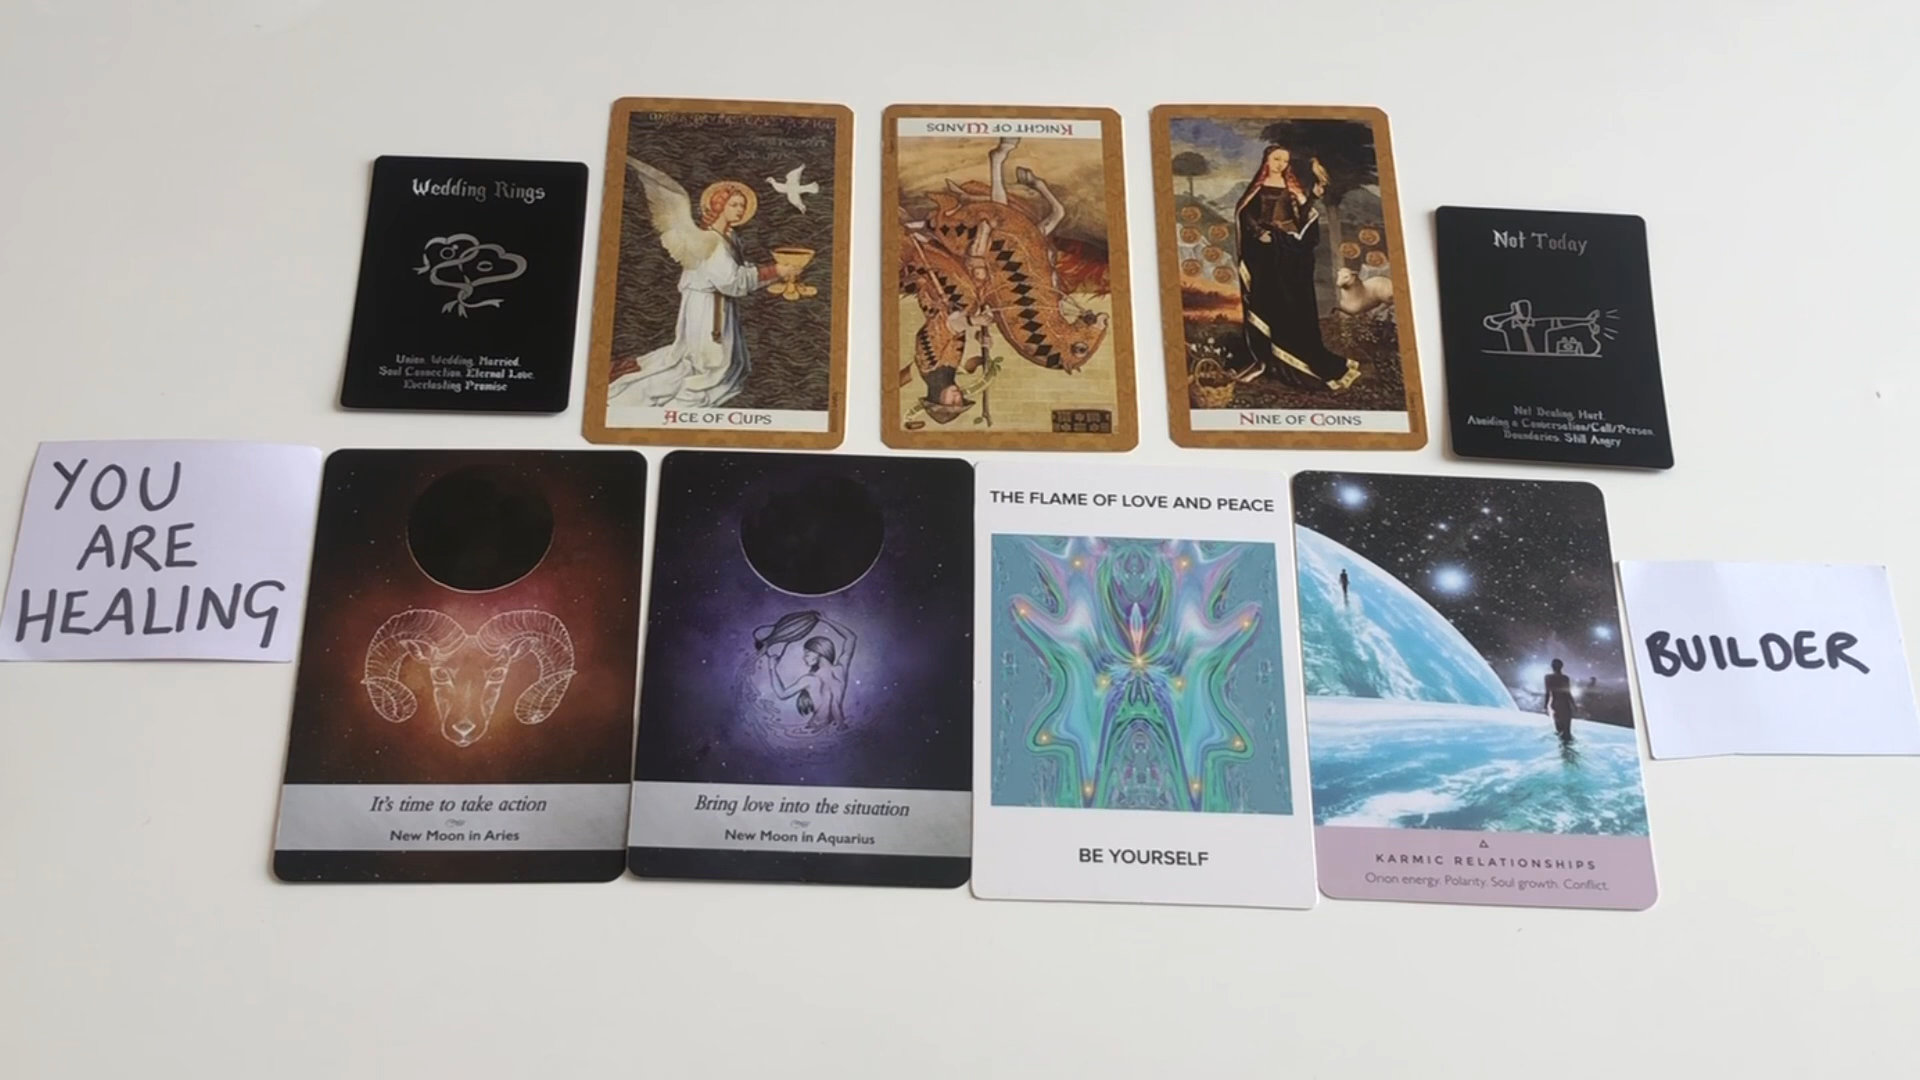 Wedding Rings
Union, Wedding, Married,
Soul Connection, Eternal Love,
Everlasting Promise
ACE OF CUPS
KNIGHT OF WANDS
NINE OF COINS
Not Today
Not Dealing, Hurt,
Avoiding a Conversation/Call/Person
Boundaries, Still Angry
YOU
ARE
HEALING
It's time to take action
New Moon in Aries
Bring love into the situation
New Moon in Aquarius
THE FLAME OF LOVE AND PEACE
BE YOURSELF
KARMIC RELATIONSHIPS
Orion energy. Polarity. Soul growth. Conflict.
BUILDER